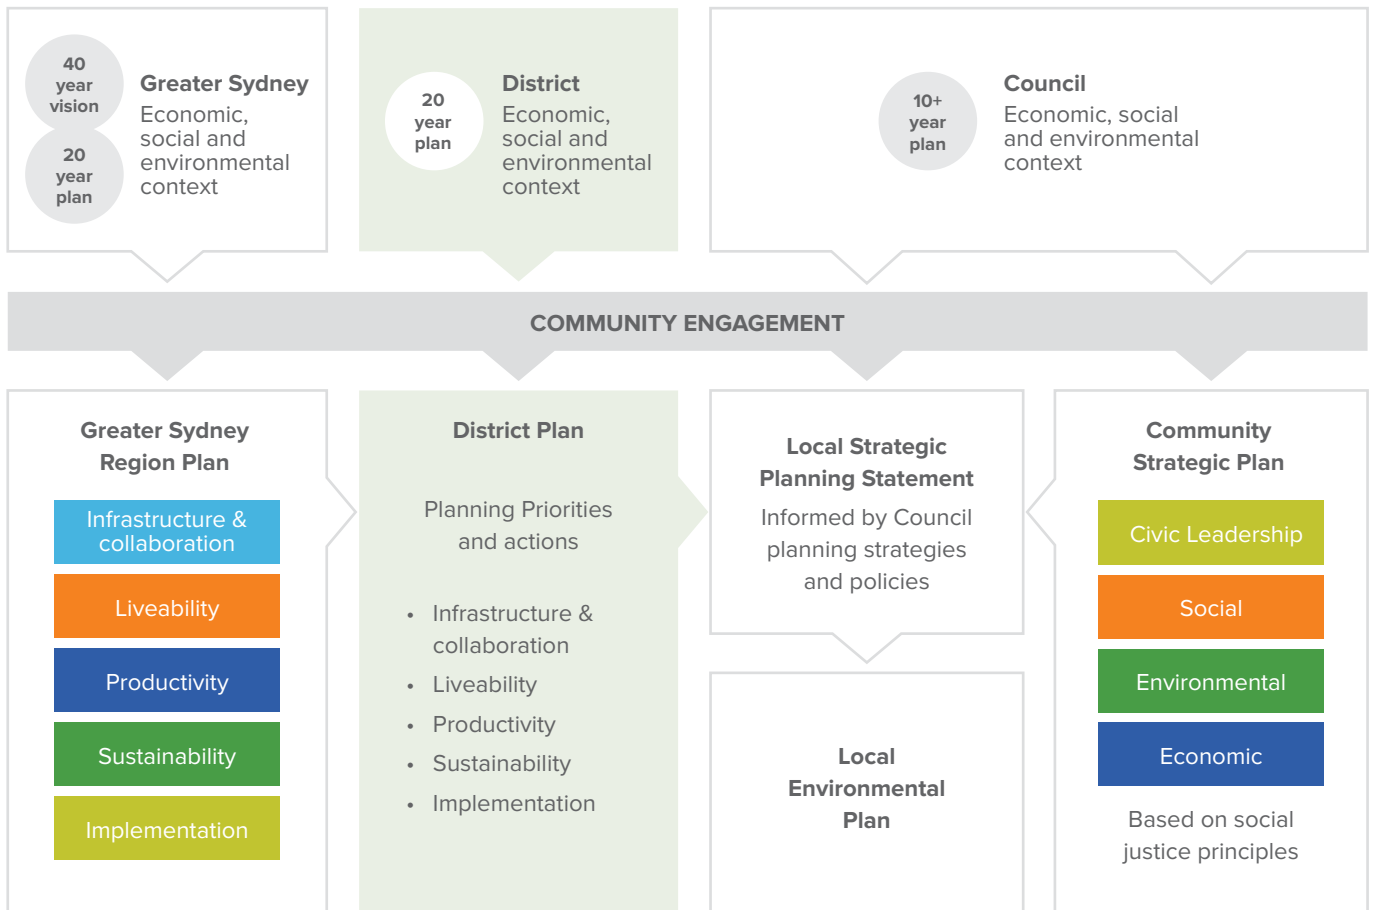 40
year
vision
20
year
plan
Greater Sydney
Economic,
social and
environmental
context
20
year
plan
District
Economic,
social and
environmental
context
10+
year
plan
Council
Economic, social
and environmental
context
COMMUNITY ENGAGEMENT
Greater Sydney
Region Plan
Infrastructure &
collaboration
Liveability
Productivity
Sustainability
Implementation
District Plan
Planning Priorities
and actions
• Infrastructure &
collaboration
• Liveability
• Productivity
• Sustainability
• Implementation
Local Strategic
Planning Statement
Informed by Council
planning strategies
and policies
Local
Environmental
Plan
Community
Strategic Plan
Civic Leadership
Social
Environmental
Economic
Based on social
justice principles